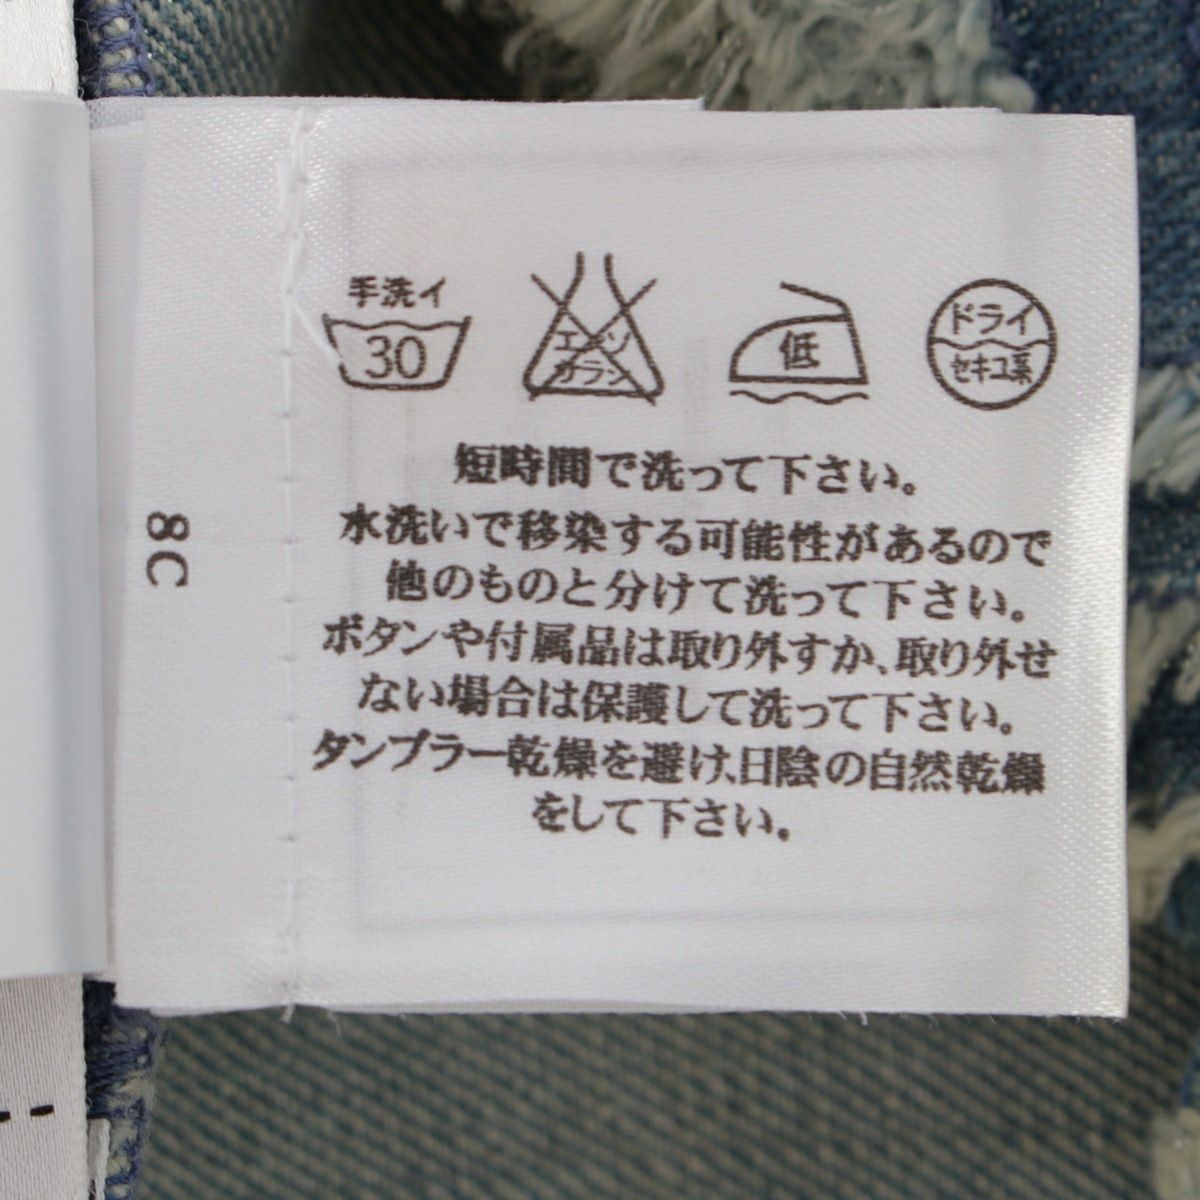 手洗イ
30
エンソ
サラシ
低
ドライ
セキユ系
短時間で洗って下さい。
水洗いで移染する可能性があるので
他のものと分けて洗って下さい。
ボタンや付属品は取り外すか、取り外せ
ない場合は保護して洗って下さい。
タンブラー乾燥を避け、日陰の自然乾燥
をして下さい。
8C